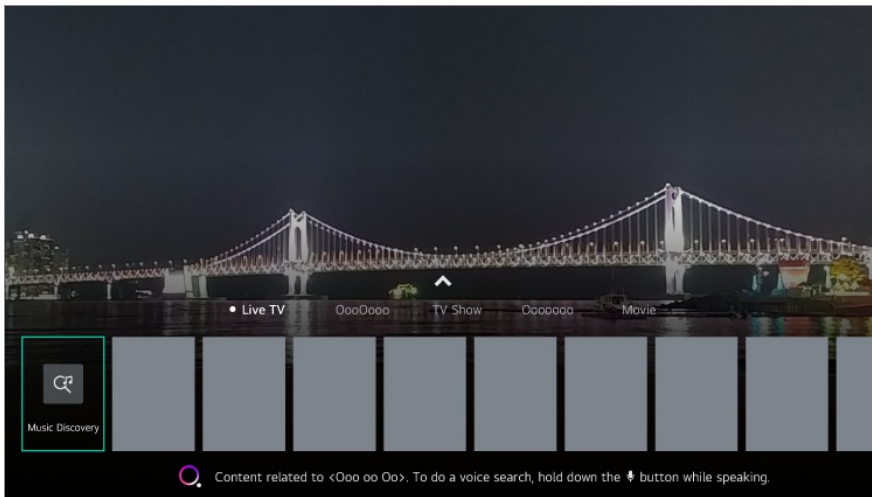 Live TV
OooOooo
TV Show
Ooooooo
Movie
Music Discovery
Content related to <Ooo oo Oo>. To do a voice search, hold down the button while speaking.